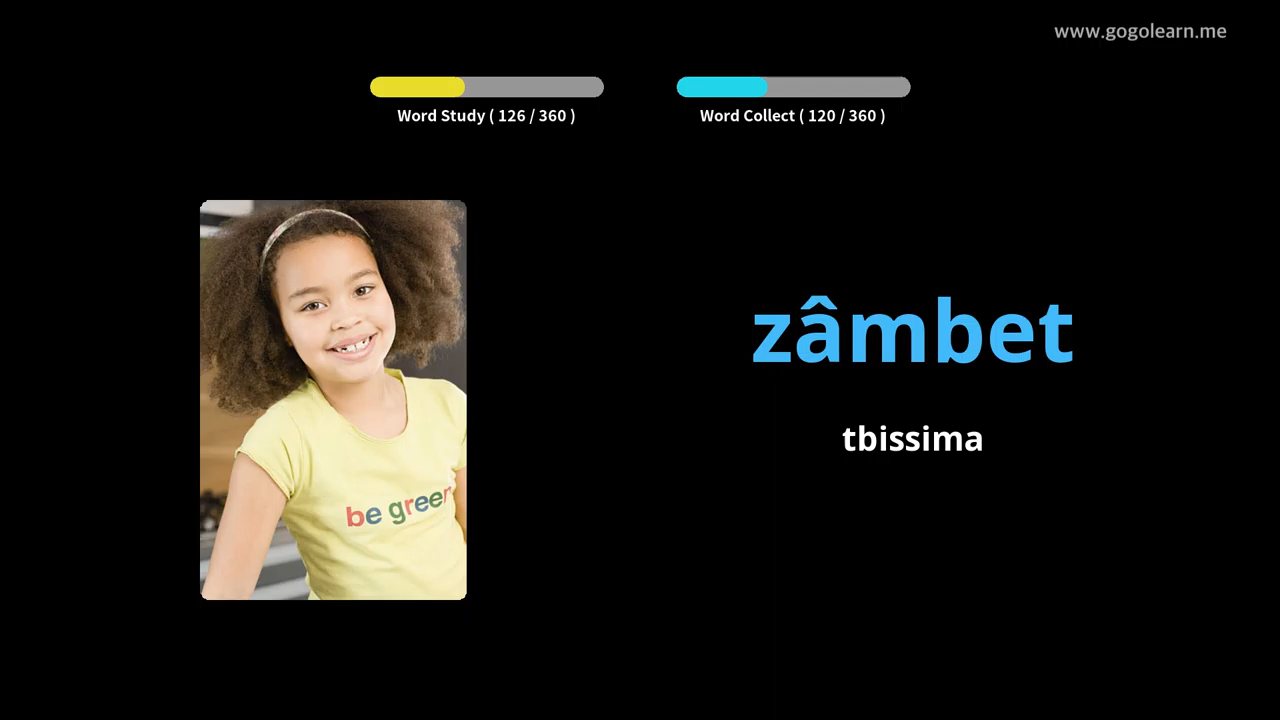 www.gogolearn.me
Word Study ( 126 / 360 )
Word Collect ( 120 / 360 )
zâmbet
tbissima
be green